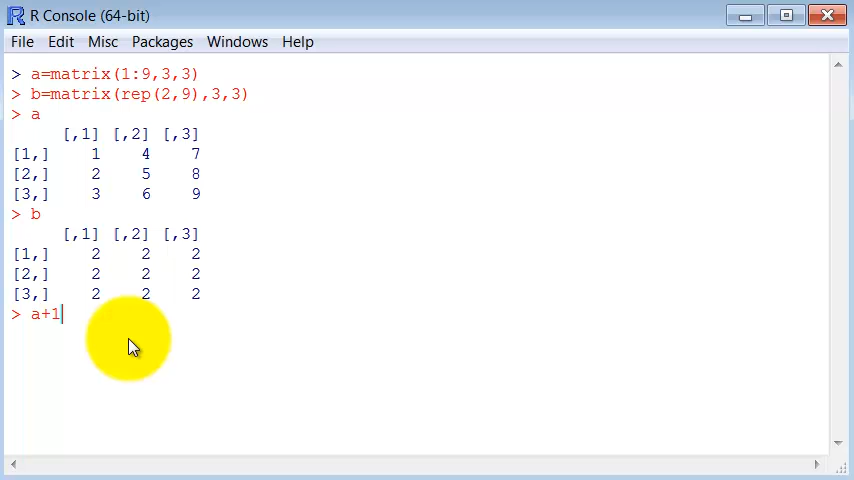 R Console (64-bit)
File Edit Misc Packages Windows Help
> a=matrix(1:9,3,3)
> b=matrix(rep(2,9),3,3)
> a
     [,1] [,2] [,3]
[1,]    1    4    7
[2,]    2    5    8
[3,]    3    6    9
> b
     [,1] [,2] [,3]
[1,]    2    2    2
[2,]    2    2    2
[3,]    2    2    2
> a+1